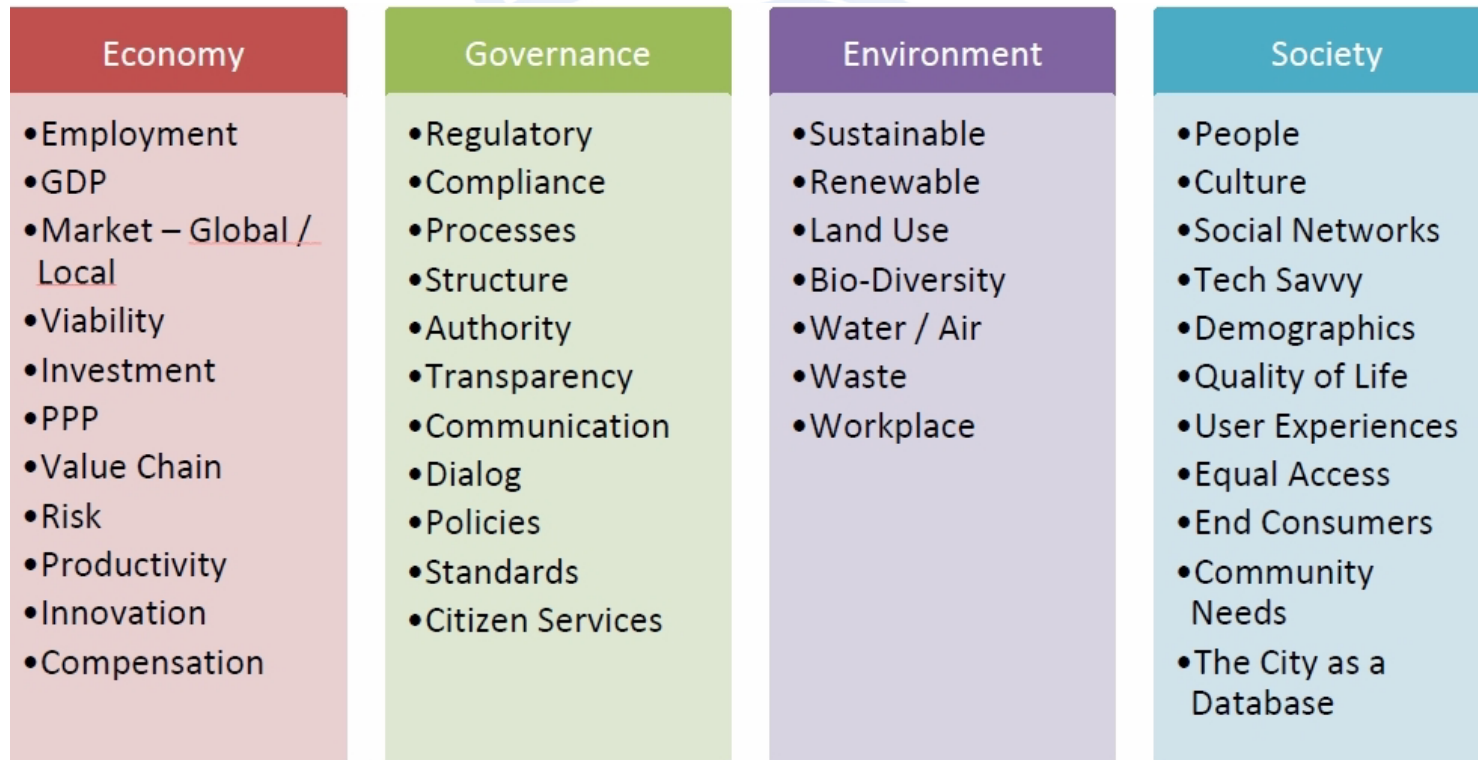 Economy
•Employment
•GDP
•Market – Global /
Local
•Viability
•Investment
•PPP
•Value Chain
•Risk
•Productivity
•Innovation
•Compensation
Governance
•Regulatory
•Compliance
•Processes
•Structure
•Authority
•Transparency
•Communication
•Dialog
•Policies
•Standards
•Citizen Services
Environment
•Sustainable
•Renewable
•Land Use
•Bio-Diversity
•Water / Air
•Waste
•Workplace
Society
•People
•Culture
•Social Networks
•Tech Savvy
•Demographics
•Quality of Life
•User Experiences
•Equal Access
•End Consumers
•Community
Needs
•The City as a
Database